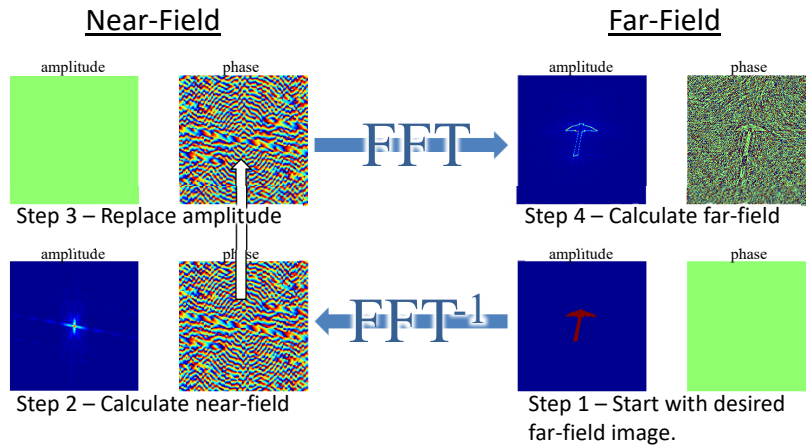 Near-Field
Far-Field
amplitude
phase
amplitude
phase
FFT
Step 3 – Replace amplitude
Step 4 – Calculate far-field
amplitude
phase
amplitude
phase
FFT-1
Step 2 – Calculate near-field
Step 1 – Start with desired
far-field image.